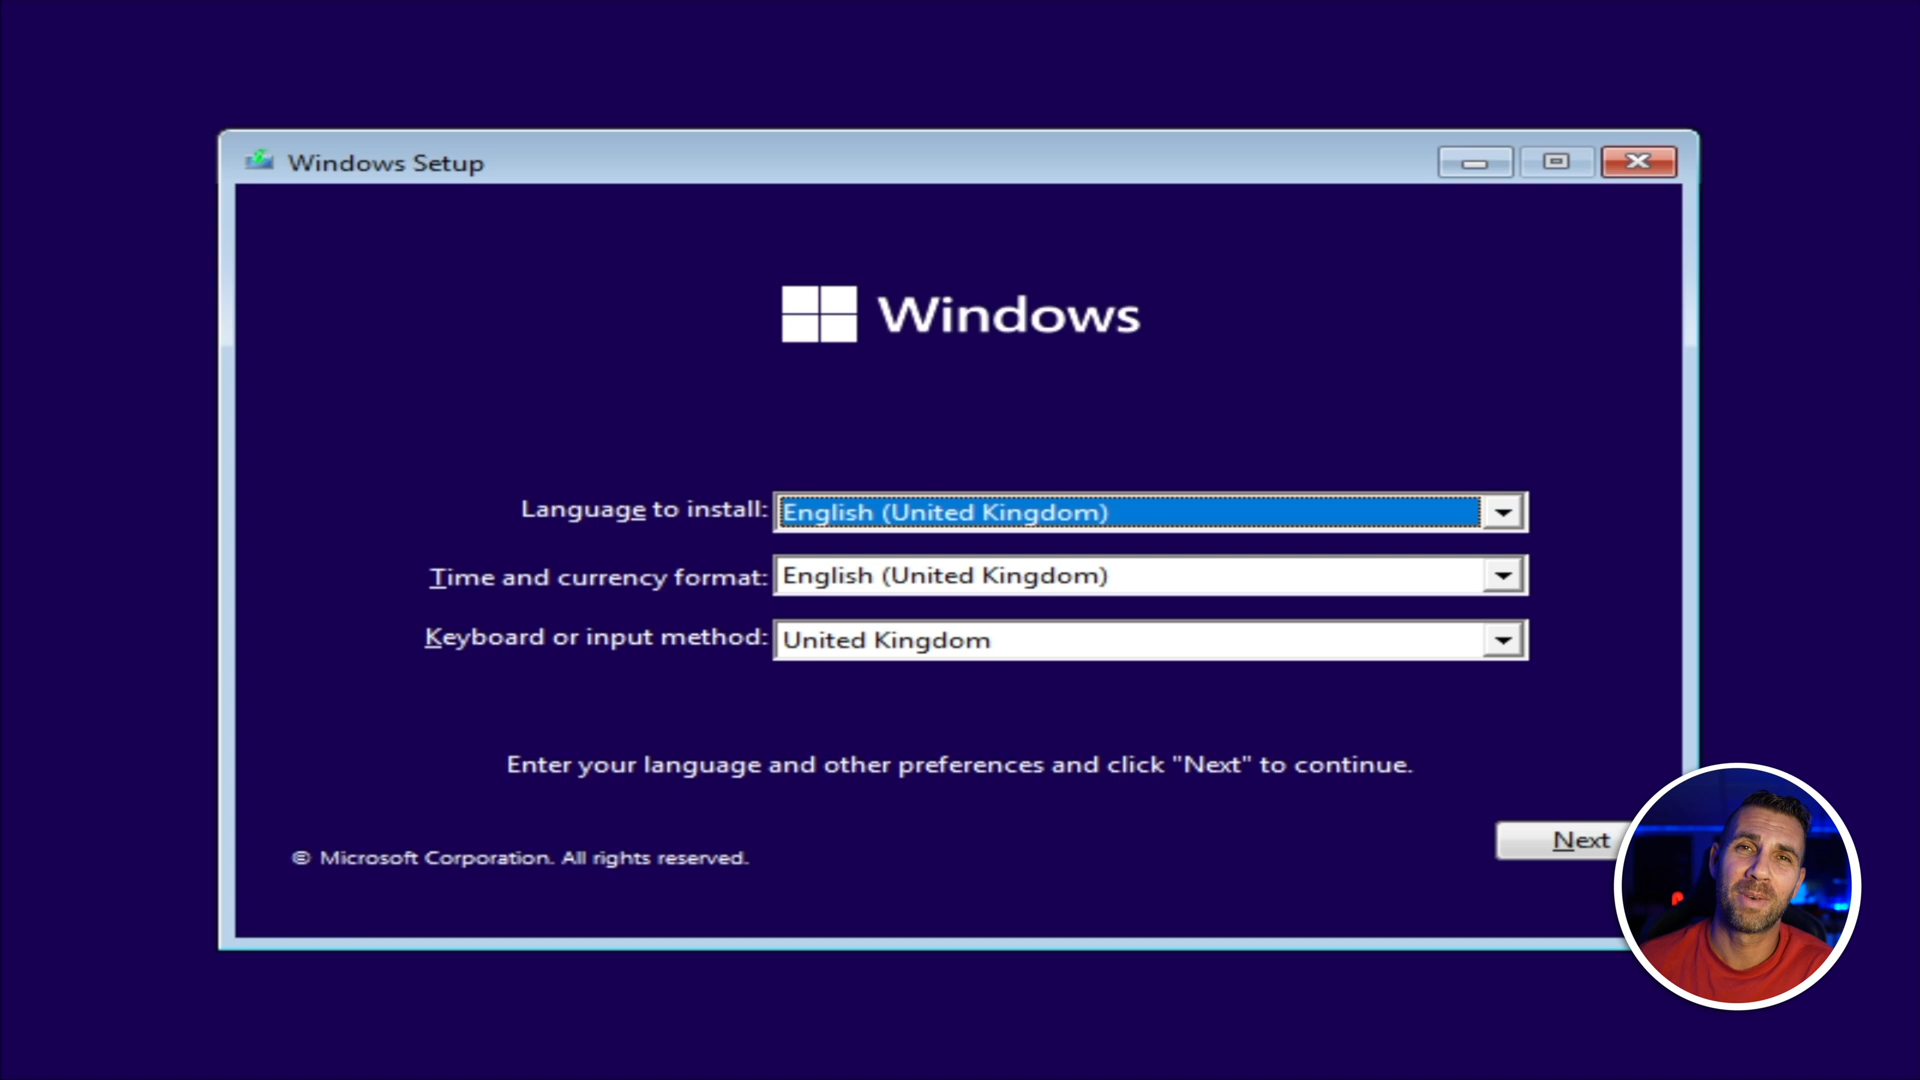 Windows Setup
Windows
Language to install: English (United Kingdom)
Time and currency format: English (United Kingdom)
Keyboard or input method: United Kingdom
Enter your language and other preferences and click "Next" to continue.
Next
© Microsoft Corporation. All rights reserved.